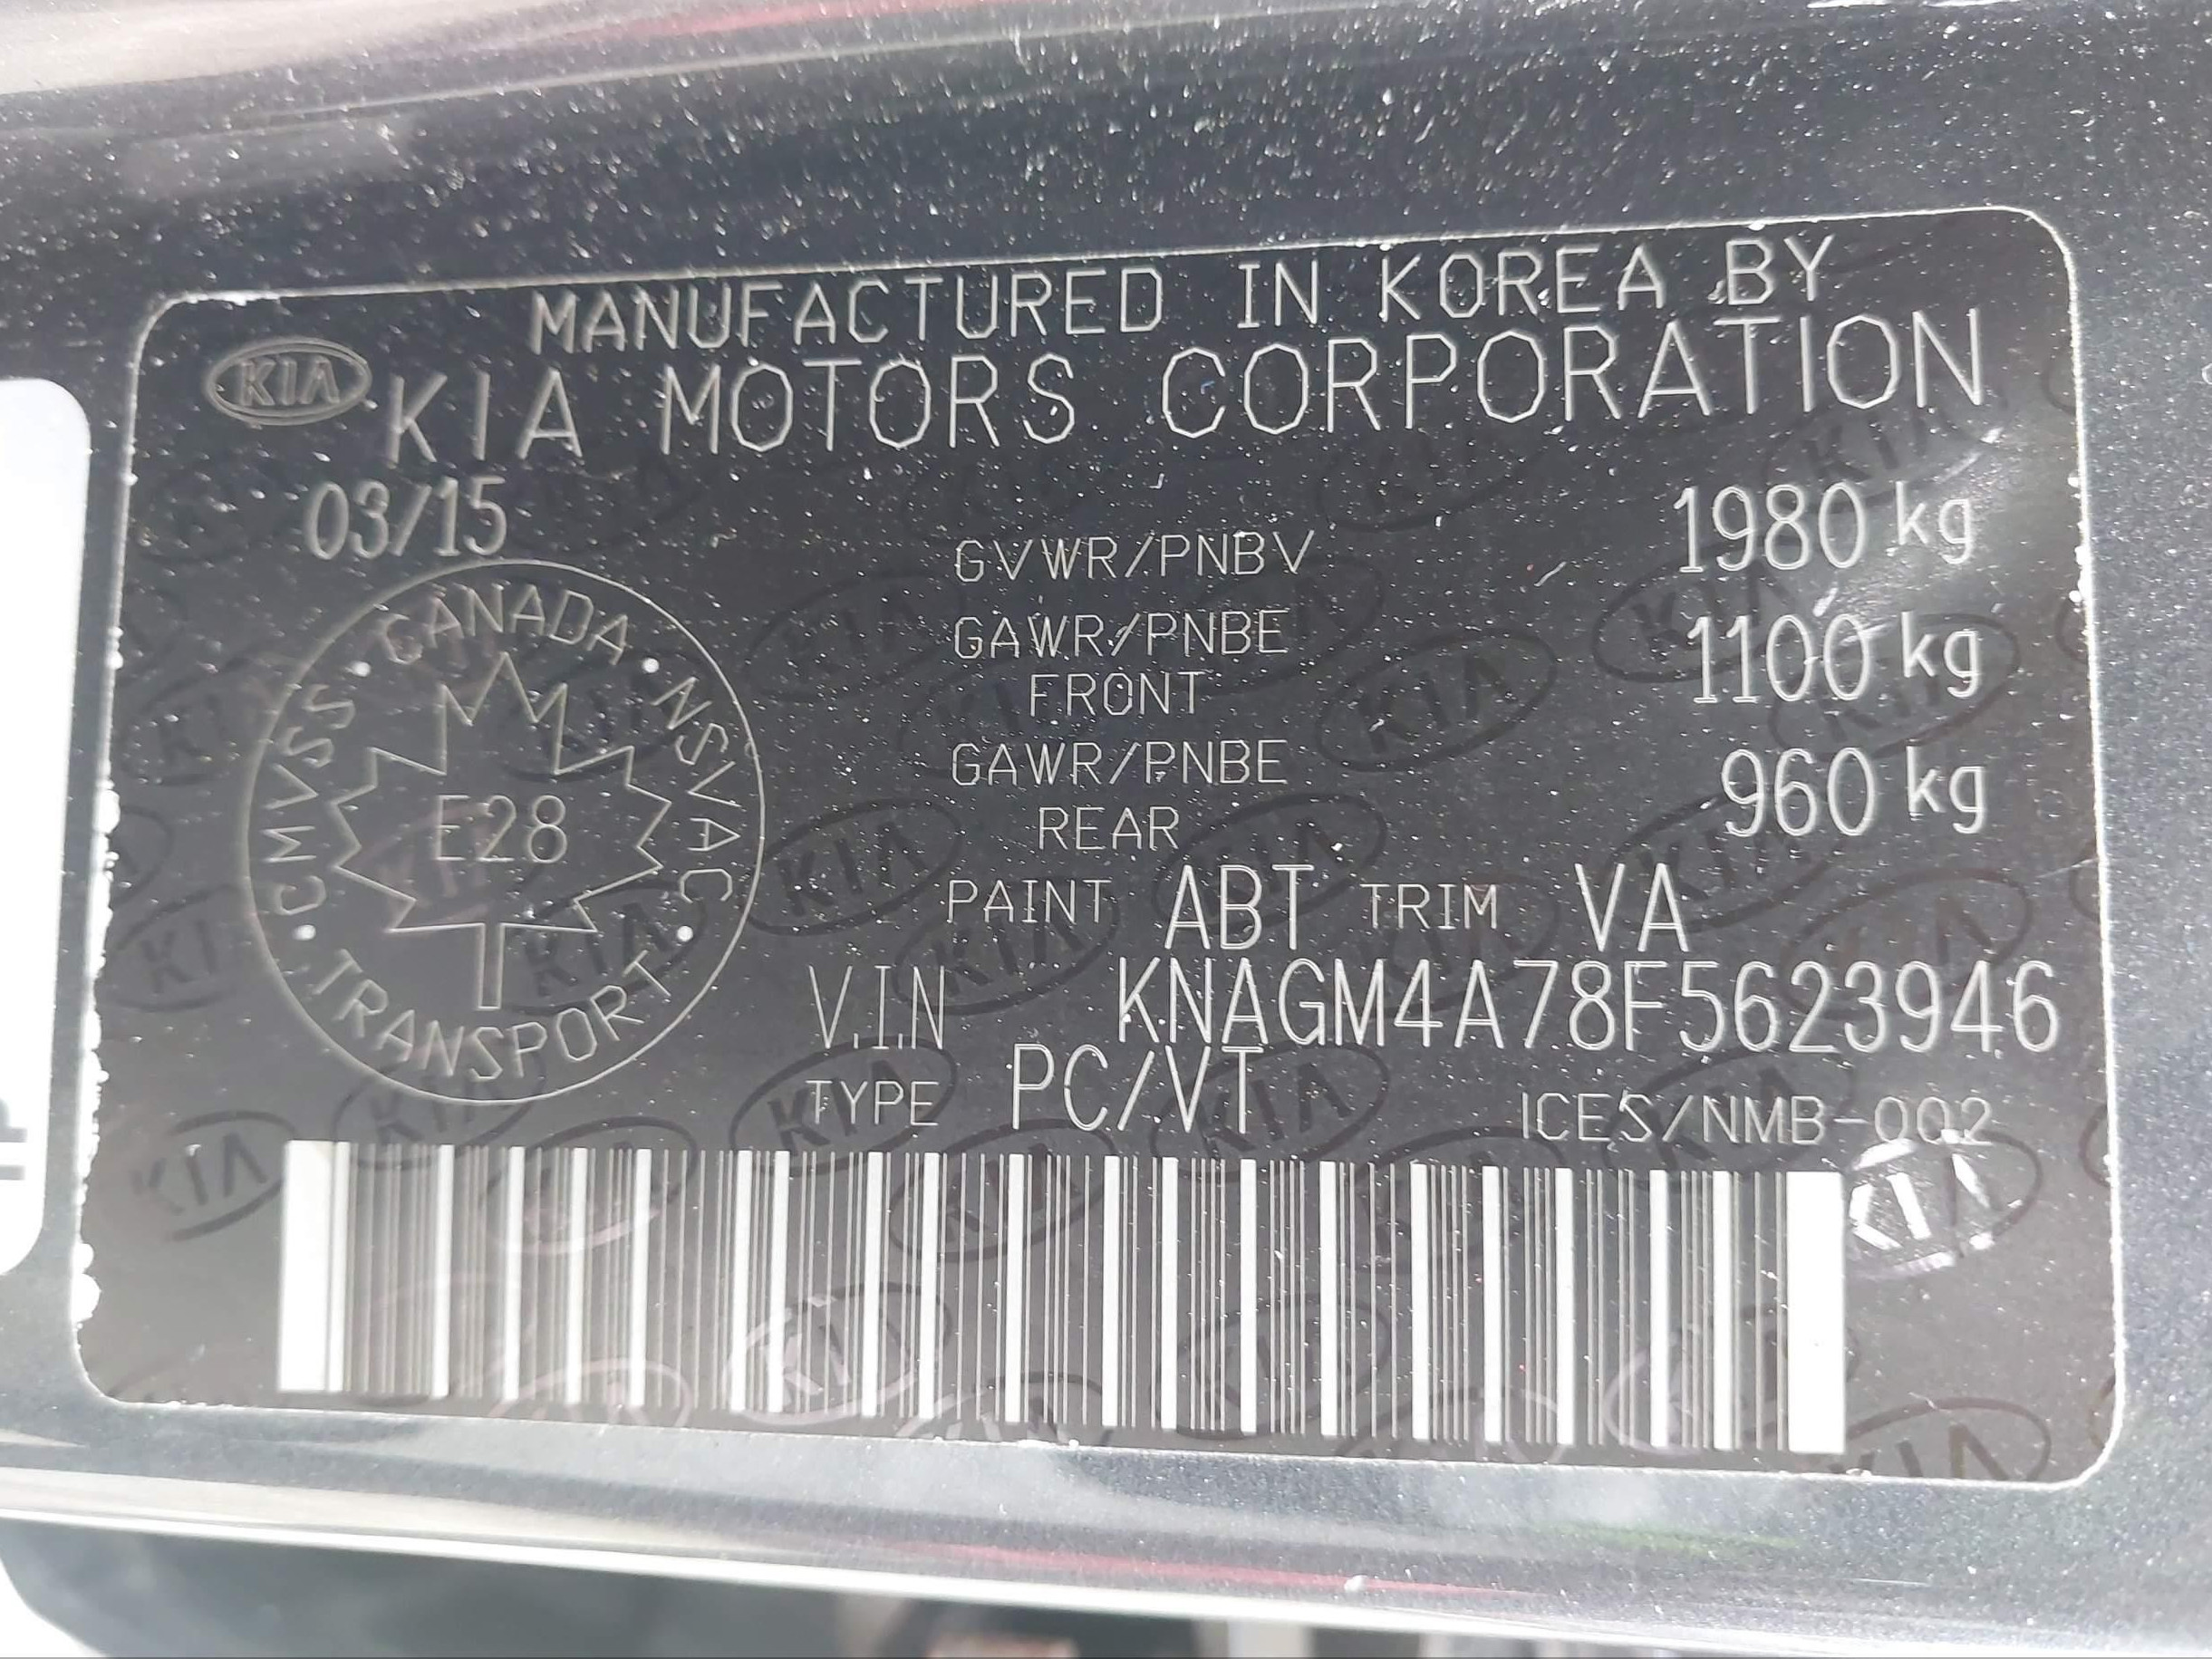 MANUFACTURED IN KOREA BY
KIA KIA MOTORS CORPORATION
03/15
GVWR/PNBV 1980 kg
GAWR/PNBE FRONT 1100 kg
GAWR/PNBE REAR 960 kg
CANADA · NSVAC · TRANSPORT · CMVSS
E28
PAINT ABT TRIM VA
V.I.N KNAGM4A78F5623946
TYPE PC/VT ICES/NMB-002